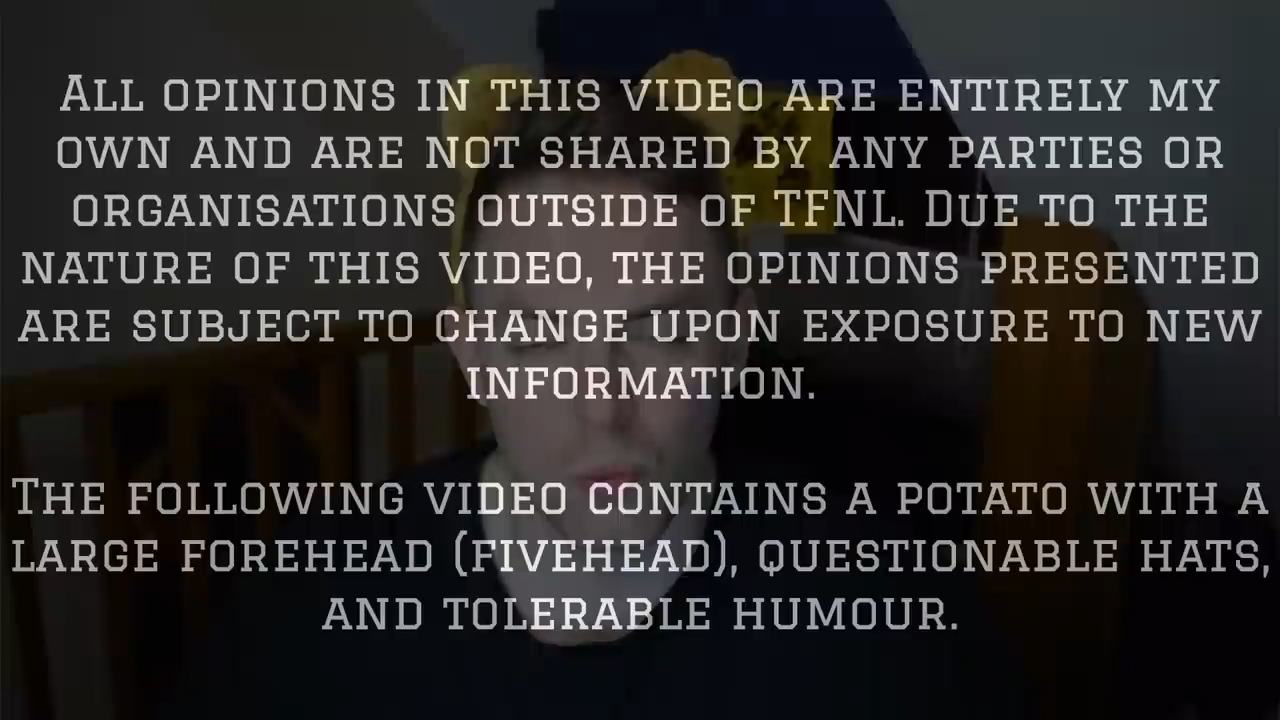 All opinions in this video are entirely my
own and are not shared by any parties or
organisations outside of TFNL. Due to the
nature of this video, the opinions presented
are subject to change upon exposure to new
information.
The following video contains a potato with a
large forehead (fivehead), questionable hats,
and tolerable humour.